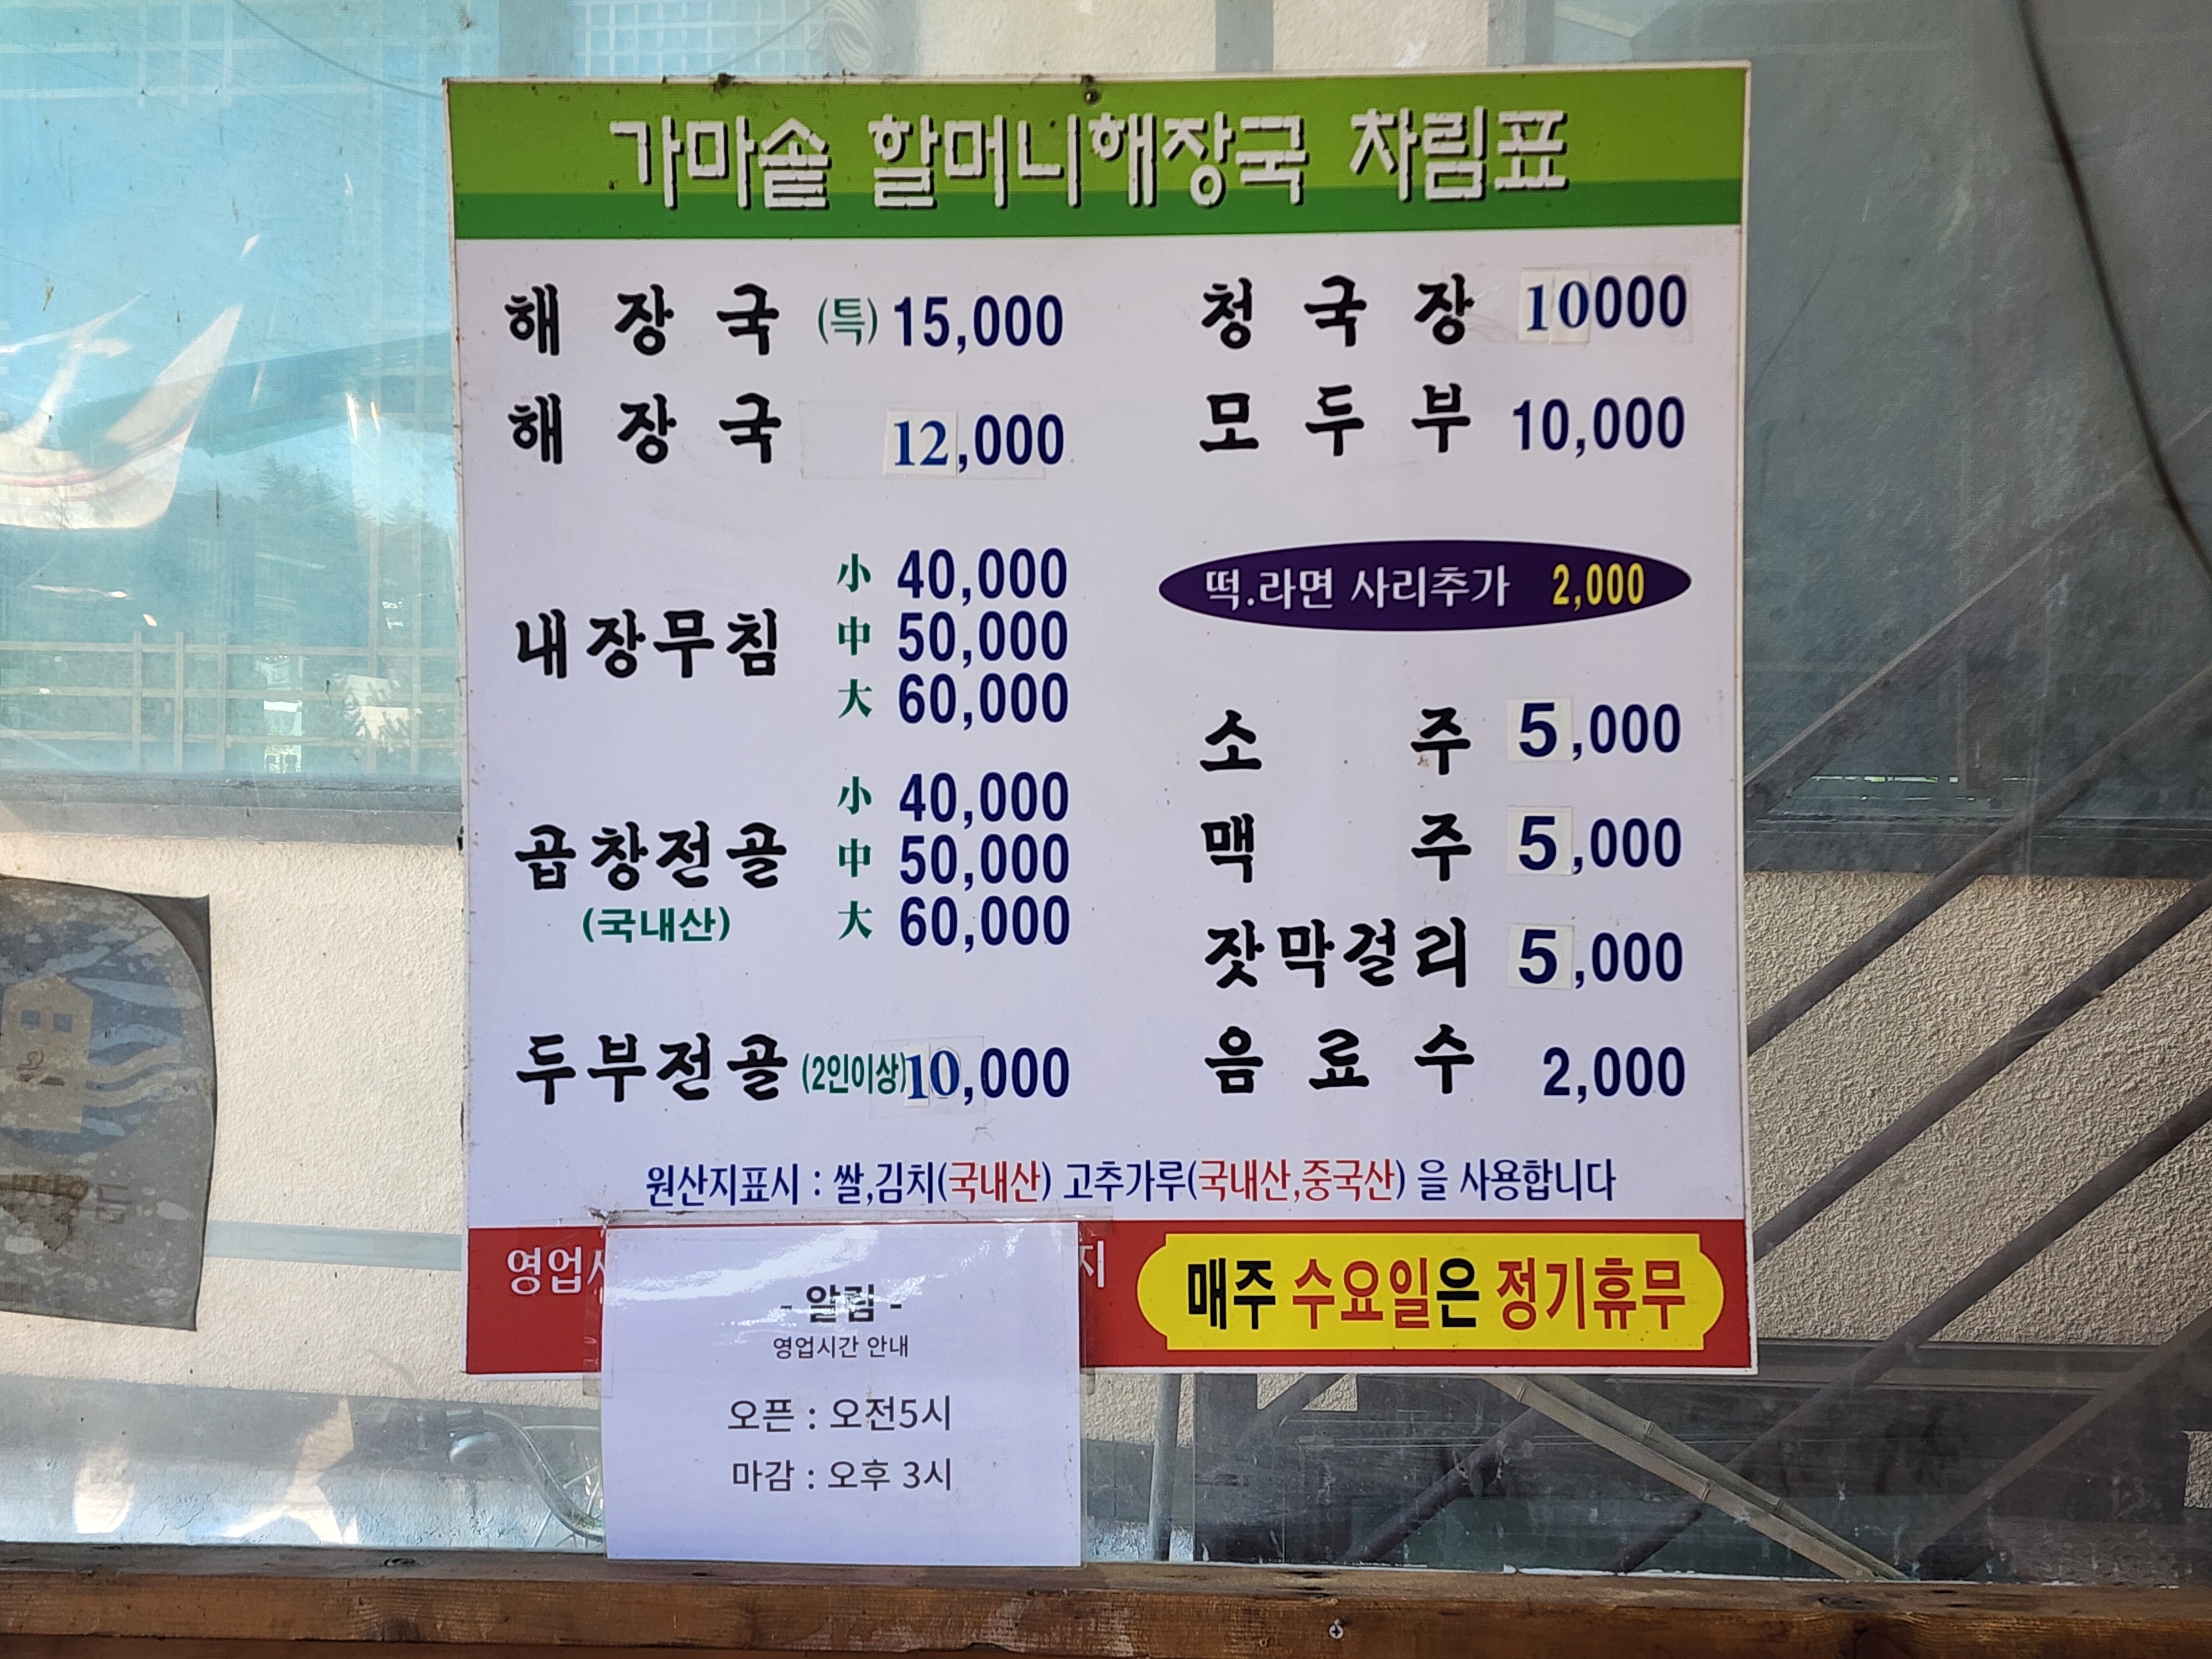 가마솥 할머니해장국 차림표
해장국 (특) 15,000
해장국 12,000
내장무침 小 40,000
中 50,000
大 60,000
곱창전골 小 40,000
(국내산) 中 50,000
大 60,000
두부전골 (2인이상) 10,000
청국장 10000
모두부 10,000
떡.라면 사리추가 2,000
소주 5,000
맥주 5,000
잣막걸리 5,000
음료수 2,000
원산지표시 : 쌀,김치(국내산) 고추가루(국내산,중국산) 을 사용합니다
영업 지
매주 수요일은 정기휴무
- 알림 -
영업시간 안내
오픈 : 오전5시
마감 : 오후 3시